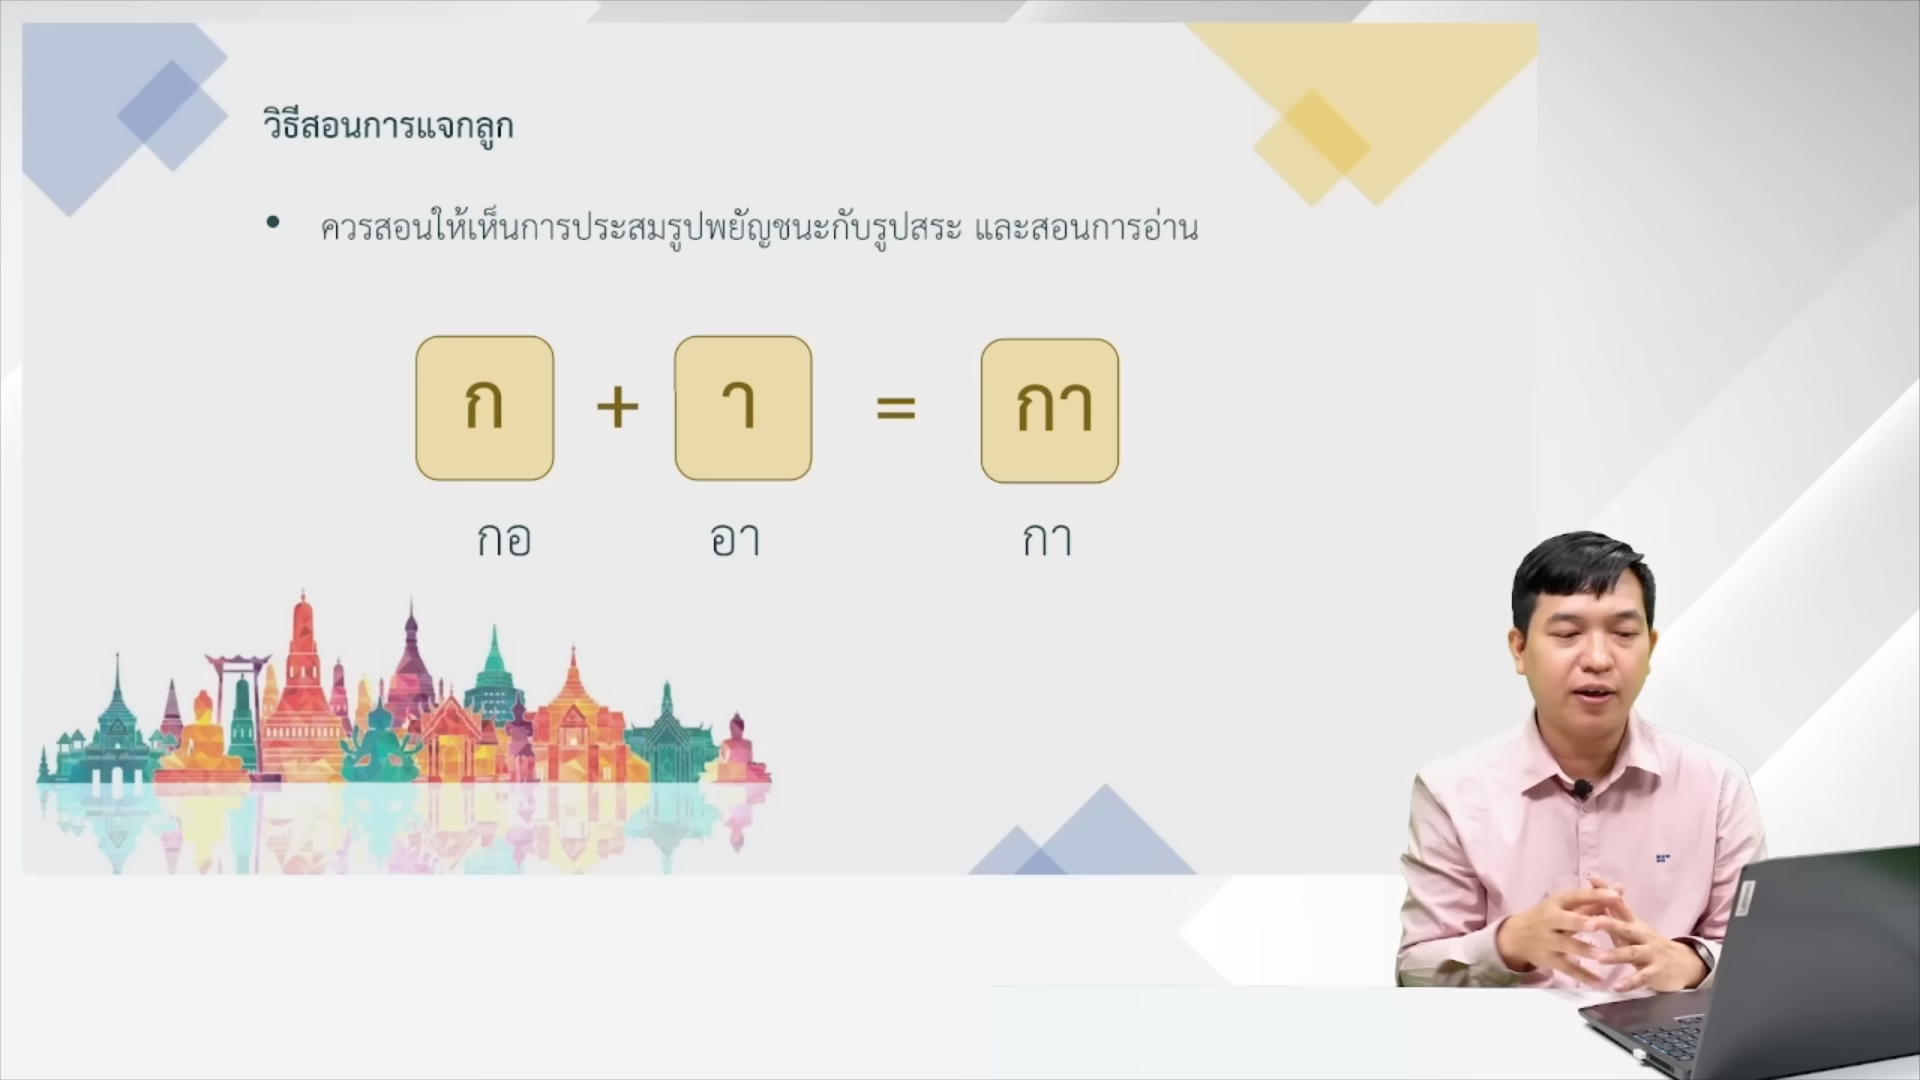 วิธีสอนการแจกลูก
• ควรสอนให้เห็นการประสมรูปพยัญชนะกับรูปสระ และสอนการอ่าน
ก + า = กา
กอ อา กา